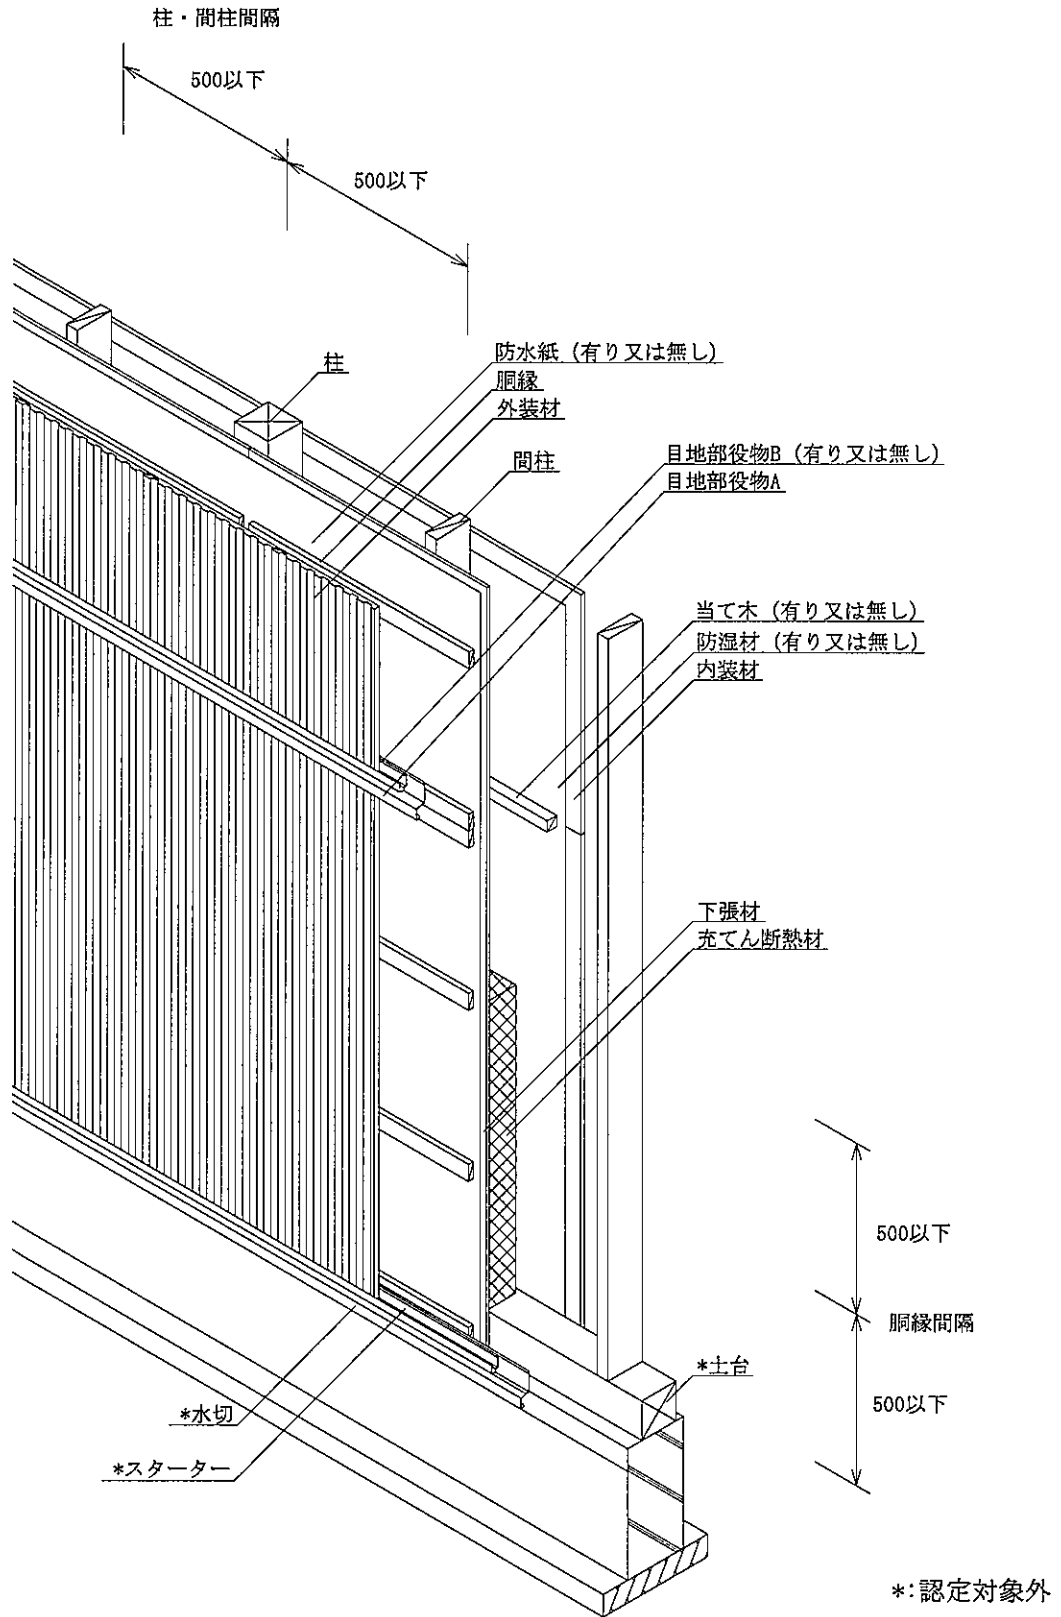 柱・間柱間隔
500以下
500以下
柱
防水紙（有り又は無し）
胴縁
外装材
間柱
目地部役物B（有り又は無し）
目地部役物A
当て木（有り又は無し）
防湿材（有り又は無し）
内装材
下張材
充てん断熱材
500以下
胴縁間隔
500以下
*土台
*水切
*スターター
*:認定対象外